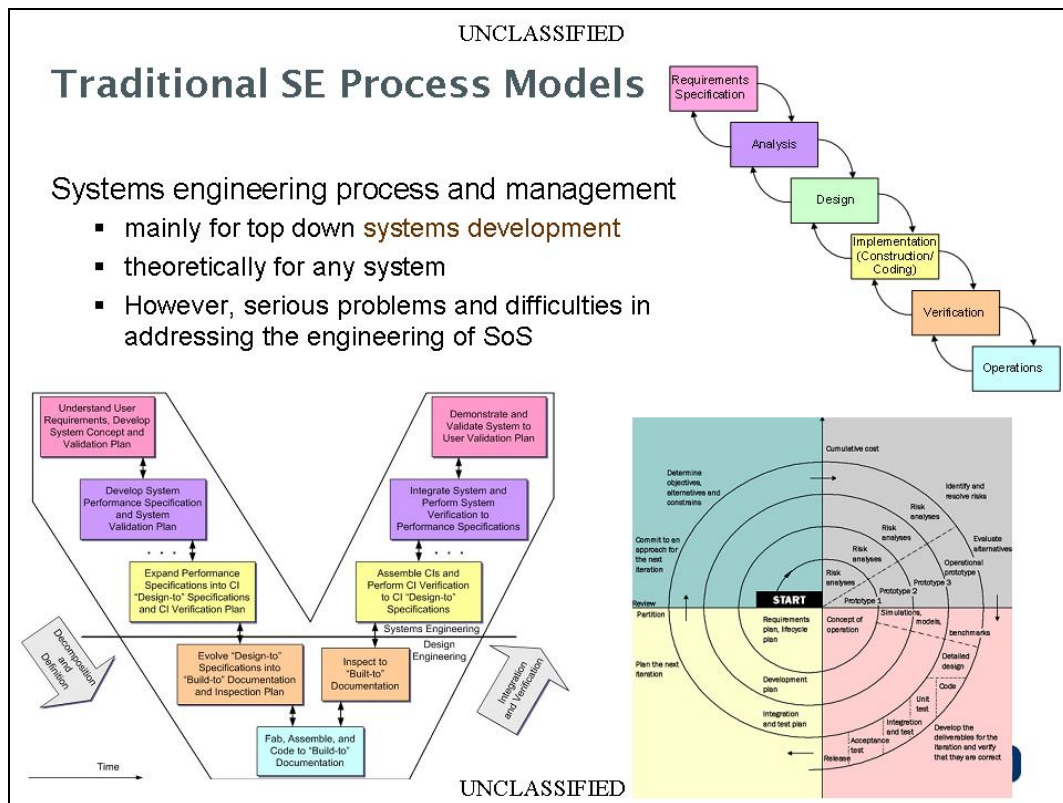 UNCLASSIFIED
Traditional SE Process Models
Systems engineering process and management
▪ mainly for top down systems development
▪ theoretically for any system
▪ However, serious problems and difficulties in
addressing the engineering of SoS
Requirements
Specification
Analysis
Design
Implementation
(Construction/
Coding)
Verification
Operations
Understand User
Requirements, Develop
System Concept and
Validation Plan
Develop System
Performance Specification
and System
Validation Plan
. . .
Expand Performance
Specifications into CI
“Design-to” Specifications
and CI Verification Plan
Evolve “Design-to”
Specifications into
“Build-to” Documentation
and Inspection Plan
Fab, Assemble, and
Code to “Build-to”
Documentation
Inspect to
“Built-to”
Documentation
Assemble CIs and
Perform CI Verification
to CI “Design-to”
Specifications
. . .
Integrate System and
Perform System
Verification to
Performance Specifications
Demonstrate and
Validate System to
User Validation Plan
Systems Engineering
Design
Engineering
Decomposition
and
Definition
Integration
and Verification
Time
Cumulative cost
Determine
objectives,
alternatives and
constrains
Identify and
resolve risks
Evaluate
alternatives
Commit to an
approach for
the next
iteration
Risk
analyses
Risk
analyses
Risk
analyses
Risk
analyses
Operational
prototype
Prototype 3
Prototype 2
Prototype 1
START
Review
Partition
Requirements
plan, lifecycle
plan
Concept of
operation
Simulations,
models,
benchmarks
Development
plan
Plan the next
iteration
Integration
and test plan
Detailed
design
Code
Unit
test
Integration
and test
Acceptance
test
Release
Develop the
deliverables for the
iteration and verify
that they are correct
UNCLASSIFIED